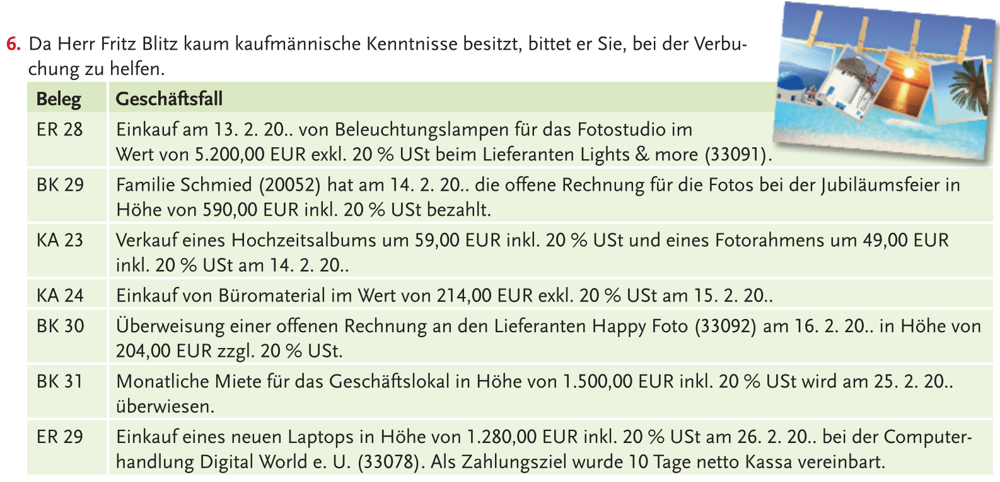 6. Da Herr Fritz Blitz kaum kaufmännische Kenntnisse besitzt, bittet er Sie, bei der Verbu-
chung zu helfen.
Beleg Geschäftsfall
ER 28 Einkauf am 13. 2. 20.. von Beleuchtungslampen für das Fotostudio im
Wert von 5.200,00 EUR exkl. 20 % USt beim Lieferanten Lights & more (33091).
BK 29 Familie Schmied (20052) hat am 14. 2. 20.. die offene Rechnung für die Fotos bei der Jubiläumsfeier in
Höhe von 590,00 EUR inkl. 20 % USt bezahlt.
KA 23 Verkauf eines Hochzeitsalbums um 59,00 EUR inkl. 20 % USt und eines Fotorahmens um 49,00 EUR
inkl. 20 % USt am 14. 2. 20..
KA 24 Einkauf von Büromaterial im Wert von 214,00 EUR exkl. 20 % USt am 15. 2. 20..
BK 30 Überweisung einer offenen Rechnung an den Lieferanten Happy Foto (33092) am 16. 2. 20.. in Höhe von
204,00 EUR zzgl. 20 % USt.
BK 31 Monatliche Miete für das Geschäftslokal in Höhe von 1.500,00 EUR inkl. 20 % USt wird am 25. 2. 20..
überwiesen.
ER 29 Einkauf eines neuen Laptops in Höhe von 1.280,00 EUR inkl. 20 % USt am 26. 2. 20.. bei der Computer-
handlung Digital World e. U. (33078). Als Zahlungsziel wurde 10 Tage netto Kassa vereinbart.